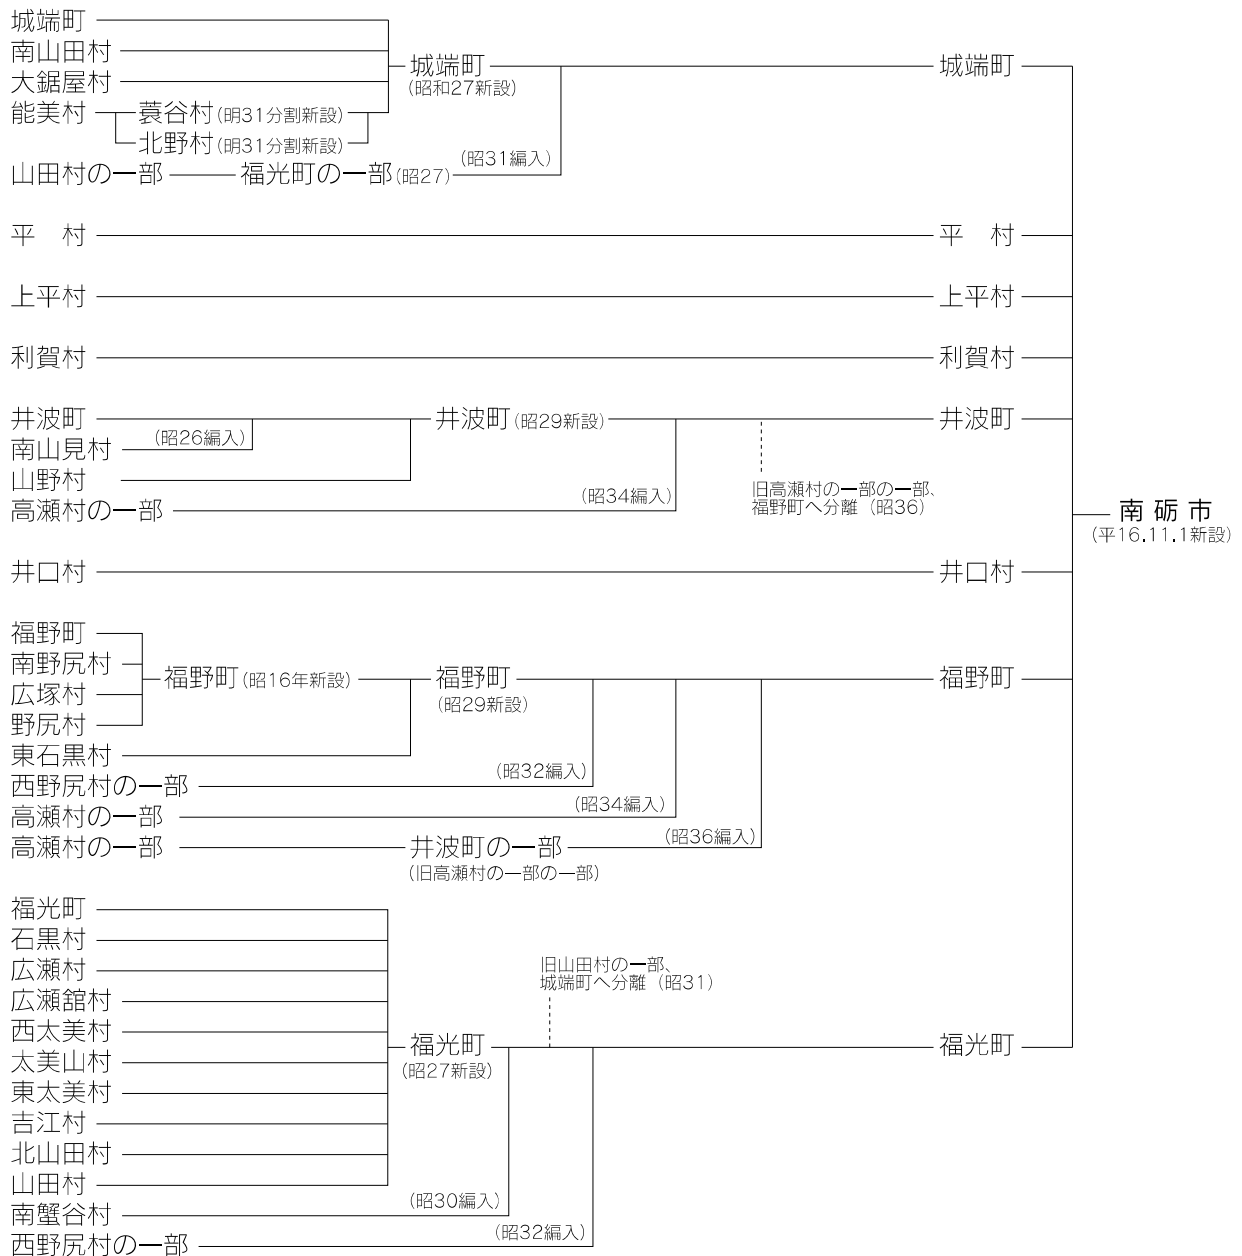 城端町
南山田村
大鋸屋村
能美村
蓑谷村(明31分割新設)
北野村(明31分割新設)
城端町
(昭和27新設)
城端町
山田村の一部
福光町の一部(昭27)
(昭31編入)
平 村
平 村
上平村
上平村
利賀村
利賀村
井波町
南山見村
(昭26編入)
山野村
高瀬村の一部
井波町(昭29新設)
(昭34編入)
旧高瀬村の一部の一部、
福野町へ分離(昭36)
井波町
井口村
井口村
福野町
南野尻村
広塚村
野尻村
福野町(昭16年新設)
東石黒村
福野町
(昭29新設)
福野町
西野尻村の一部
(昭32編入)
高瀬村の一部
(昭34編入)
高瀬村の一部
井波町の一部
(旧高瀬村の一部の一部)
(昭36編入)
福光町
石黒村
広瀬村
広瀬舘村
西太美村
太美山村
東太美村
吉江村
北山田村
山田村
福光町
(昭27新設)
旧山田村の一部、
城端町へ分離(昭31)
福光町
南蟹谷村
(昭30編入)
西野尻村の一部
(昭32編入)
南砺市
(平16.11.1新設)